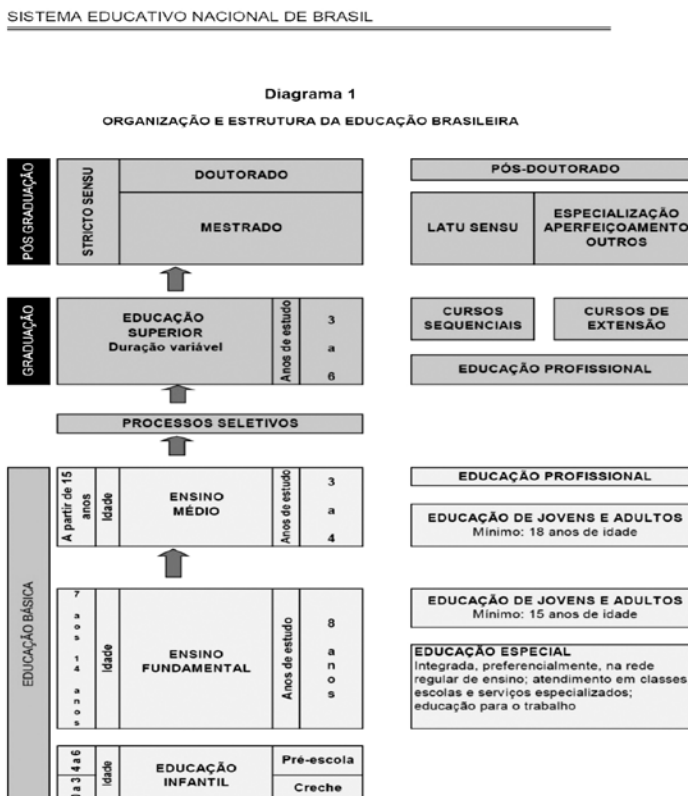 SISTEMA EDUCATIVO NACIONAL DE BRASIL
Diagrama 1
ORGANIZAÇÃO E ESTRUTURA DA EDUCAÇÃO BRASILEIRA
PÓS GRADUAÇÃO
STRICTO SENSU
DOUTORADO
MESTRADO
PÓS-DOUTORADO
LATU SENSU
ESPECIALIZAÇÃO
APERFEIÇOAMENTO
OUTROS
GRADUAÇÃO
EDUCAÇÃO
SUPERIOR
Duração variável
Anos de estudo
3
a
6
CURSOS
SEQUENCIAIS
CURSOS DE
EXTENSÃO
EDUCAÇÃO PROFISSIONAL
PROCESSOS SELETIVOS
EDUCAÇÃO BÁSICA
A partir de 15
anos
Idade
ENSINO
MÉDIO
Anos de estudo
3
a
4
EDUCAÇÃO PROFISSIONAL
EDUCAÇÃO DE JOVENS E ADULTOS
Mínimo: 18 anos de idade
7 aos 14 anos
Idade
ENSINO
FUNDAMENTAL
Anos de estudo
8 anos
EDUCAÇÃO DE JOVENS E ADULTOS
Mínimo: 15 anos de idade
EDUCAÇÃO ESPECIAL
Integrada, preferencialmente, na rede
regular de ensino; atendimento em classes,
escolas e serviços especializados;
educação para o trabalho
4 a 6
a 3
Idade
EDUCAÇÃO
INFANTIL
Pré-escola
Creche